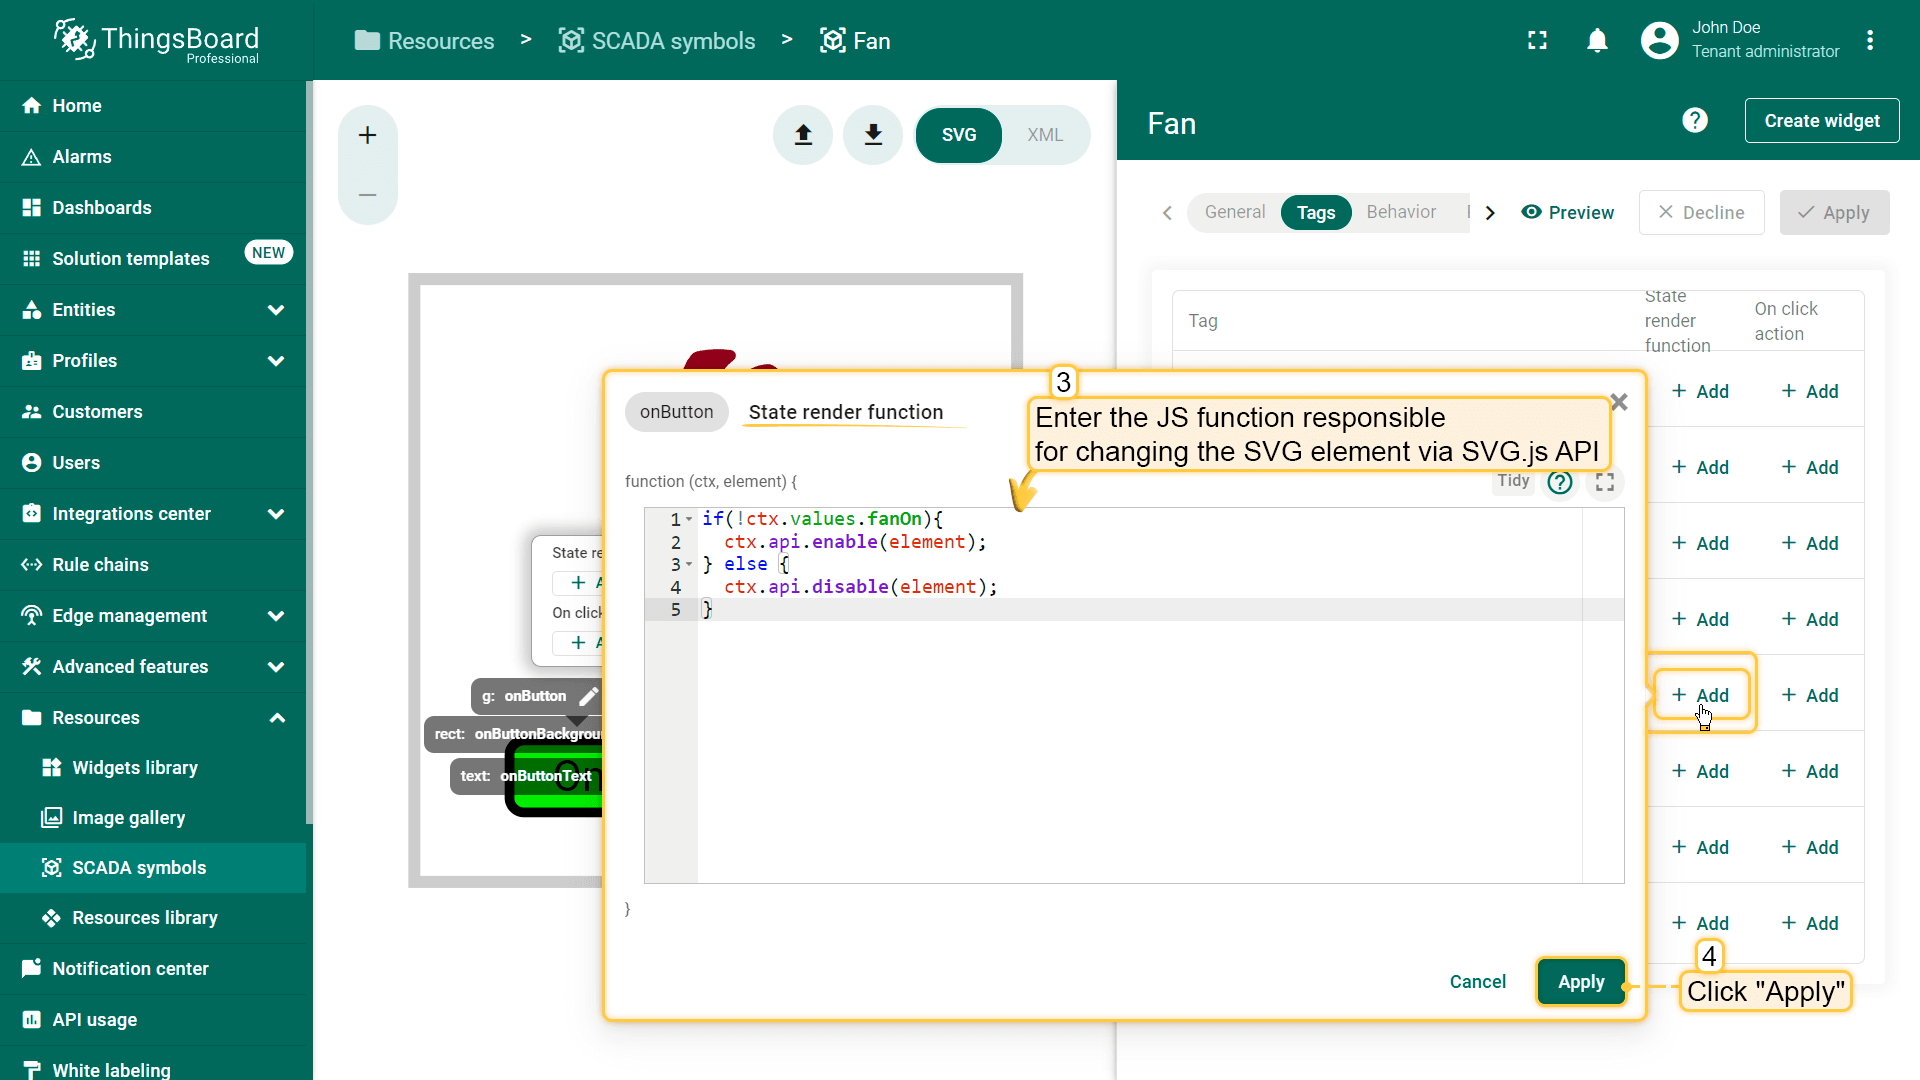 ThingsBoard
Professional
Resources > SCADA symbols > Fan
John Doe
Tenant administrator
Home
Alarms
Dashboards
Solution templates NEW
Entities
Profiles
Customers
Users
Integrations center
Rule chains
Edge management
Advanced features
Resources
Widgets library
Image gallery
SCADA symbols
Resources library
Notification center
API usage
White labeling
SVG XML
Fan
Create widget
General Tags Behavior
Preview
Decline
Apply
Tag
State render function
On click action
+ Add + Add
+ Add + Add
+ Add + Add
+ Add + Add
+ Add + Add
+ Add + Add
+ Add + Add
+ Add + Add
State re
+ A
On click
+ A
g: onButton
rect: onButtonBackgrou
text: onButtonText
On
onButton State render function
3
Enter the JS function responsible
for changing the SVG element via SVG.js API
function (ctx, element) {
Tidy
1 if(!ctx.values.fanOn){
2 ctx.api.enable(element);
3 } else {
4 ctx.api.disable(element);
5 }
}
Cancel
Apply
4
Click "Apply"